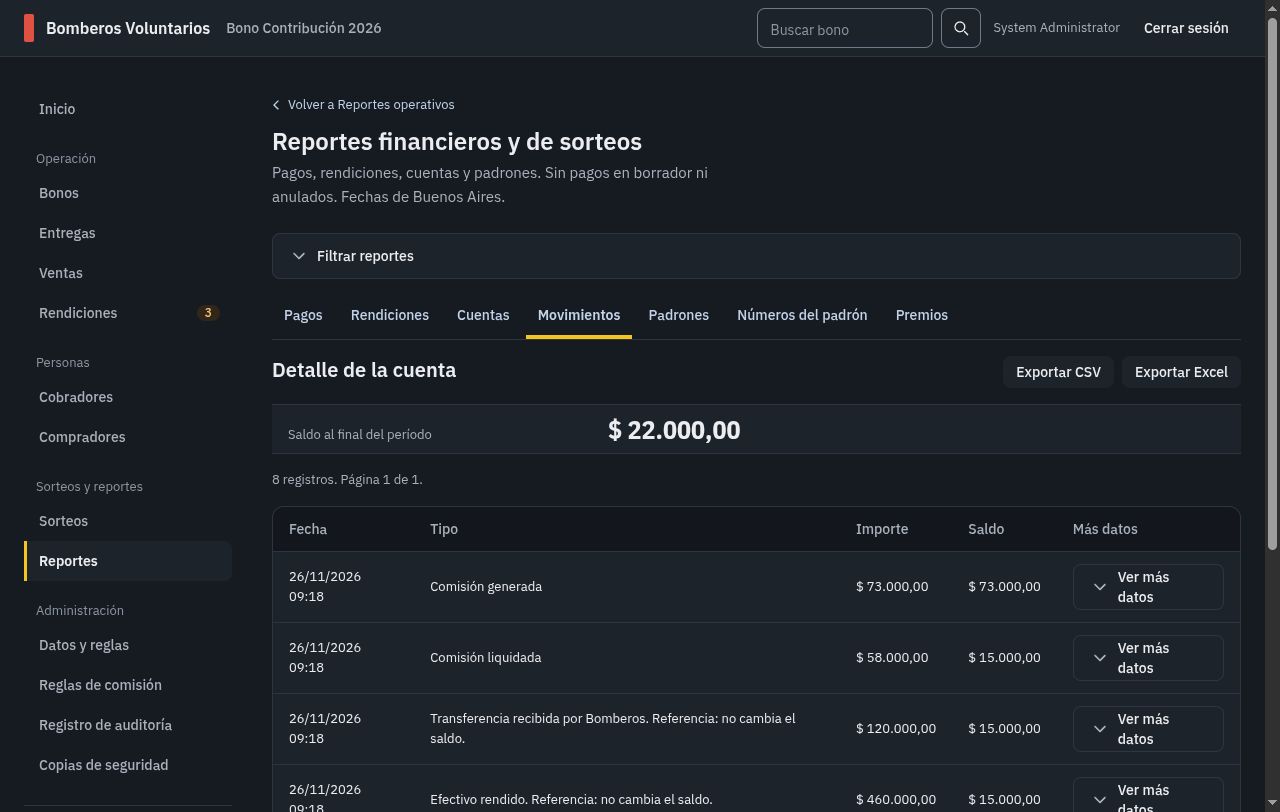 Bomberos Voluntarios
Bono Contribución 2026
Buscar bono
System Administrator
Cerrar sesión
Inicio
Operación
Bonos
Entregas
Ventas
Rendiciones 3
Personas
Cobradores
Compradores
Sorteos y reportes
Sorteos
Reportes
Administración
Datos y reglas
Reglas de comisión
Registro de auditoría
Copias de seguridad
Volver a Reportes operativos
Reportes financieros y de sorteos
Pagos, rendiciones, cuentas y padrones. Sin pagos en borrador ni
anulados. Fechas de Buenos Aires.
Filtrar reportes
Pagos Rendiciones Cuentas Movimientos Padrones Números del padrón Premios
Detalle de la cuenta
Exportar CSV
Exportar Excel
Saldo al final del período $ 22.000,00
8 registros. Página 1 de 1.
Fecha Tipo Importe Saldo Más datos
26/11/2026
09:18
Comisión generada
$ 73.000,00
$ 73.000,00
Ver más
datos
26/11/2026
09:18
Comisión liquidada
$ 58.000,00
$ 15.000,00
Ver más
datos
26/11/2026
09:18
Transferencia recibida por Bomberos. Referencia: no cambia el
saldo.
$ 120.000,00
$ 15.000,00
Ver más
datos
26/11/2026
09:18
Efectivo rendido. Referencia: no cambia el saldo.
$ 460.000,00
$ 15.000,00
Ver más
datos